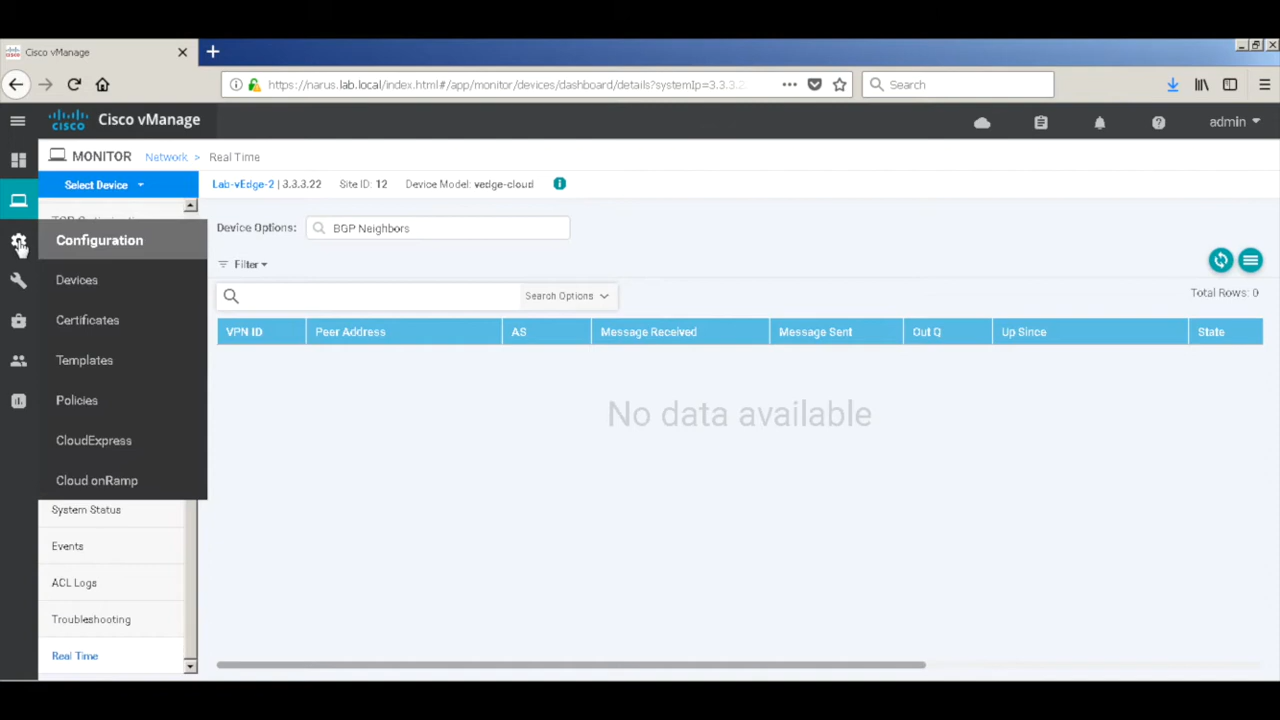 Cisco vManage
https://narus.lab.local/index.html#/app/monitor/devices/dashboard/details?systemIp=3.3.3.2
Search
CISCO
Cisco vManage
admin
MONITOR
Network > Real Time
Select Device
Lab-vEdge-2 | 3.3.3.22 Site ID: 12 Device Model: vedge-cloud
Device Options: BGP Neighbors
Filter
Search Options
Total Rows: 0
VPN ID Peer Address AS Message Received Message Sent Out Q Up Since State
No data available
Configuration
Devices
Certificates
Templates
Policies
CloudExpress
Cloud onRamp
System Status
Events
ACL Logs
Troubleshooting
Real Time